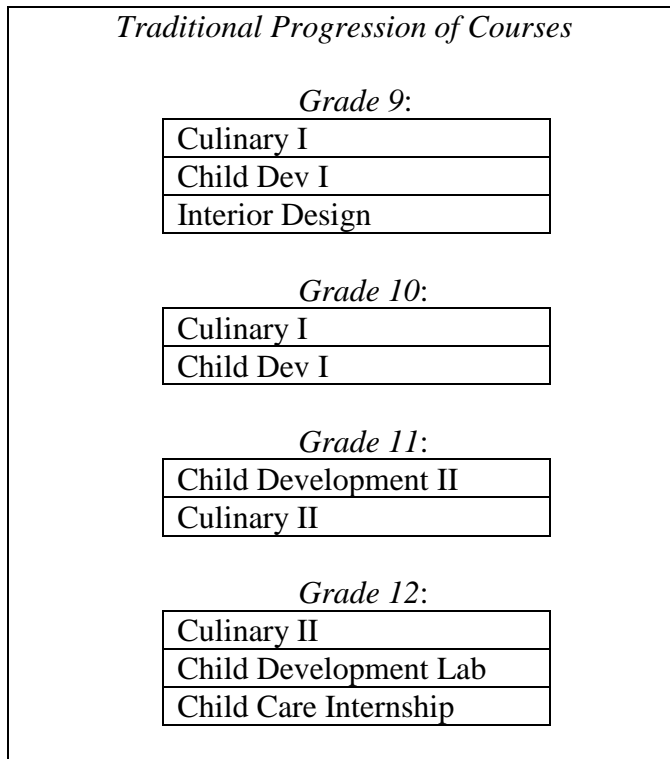 Traditional Progression of Courses
Grade 9:
Culinary I
Child Dev I
Interior Design
Grade 10:
Culinary I
Child Dev I
Grade 11:
Child Development II
Culinary II
Grade 12:
Culinary II
Child Development Lab
Child Care Internship